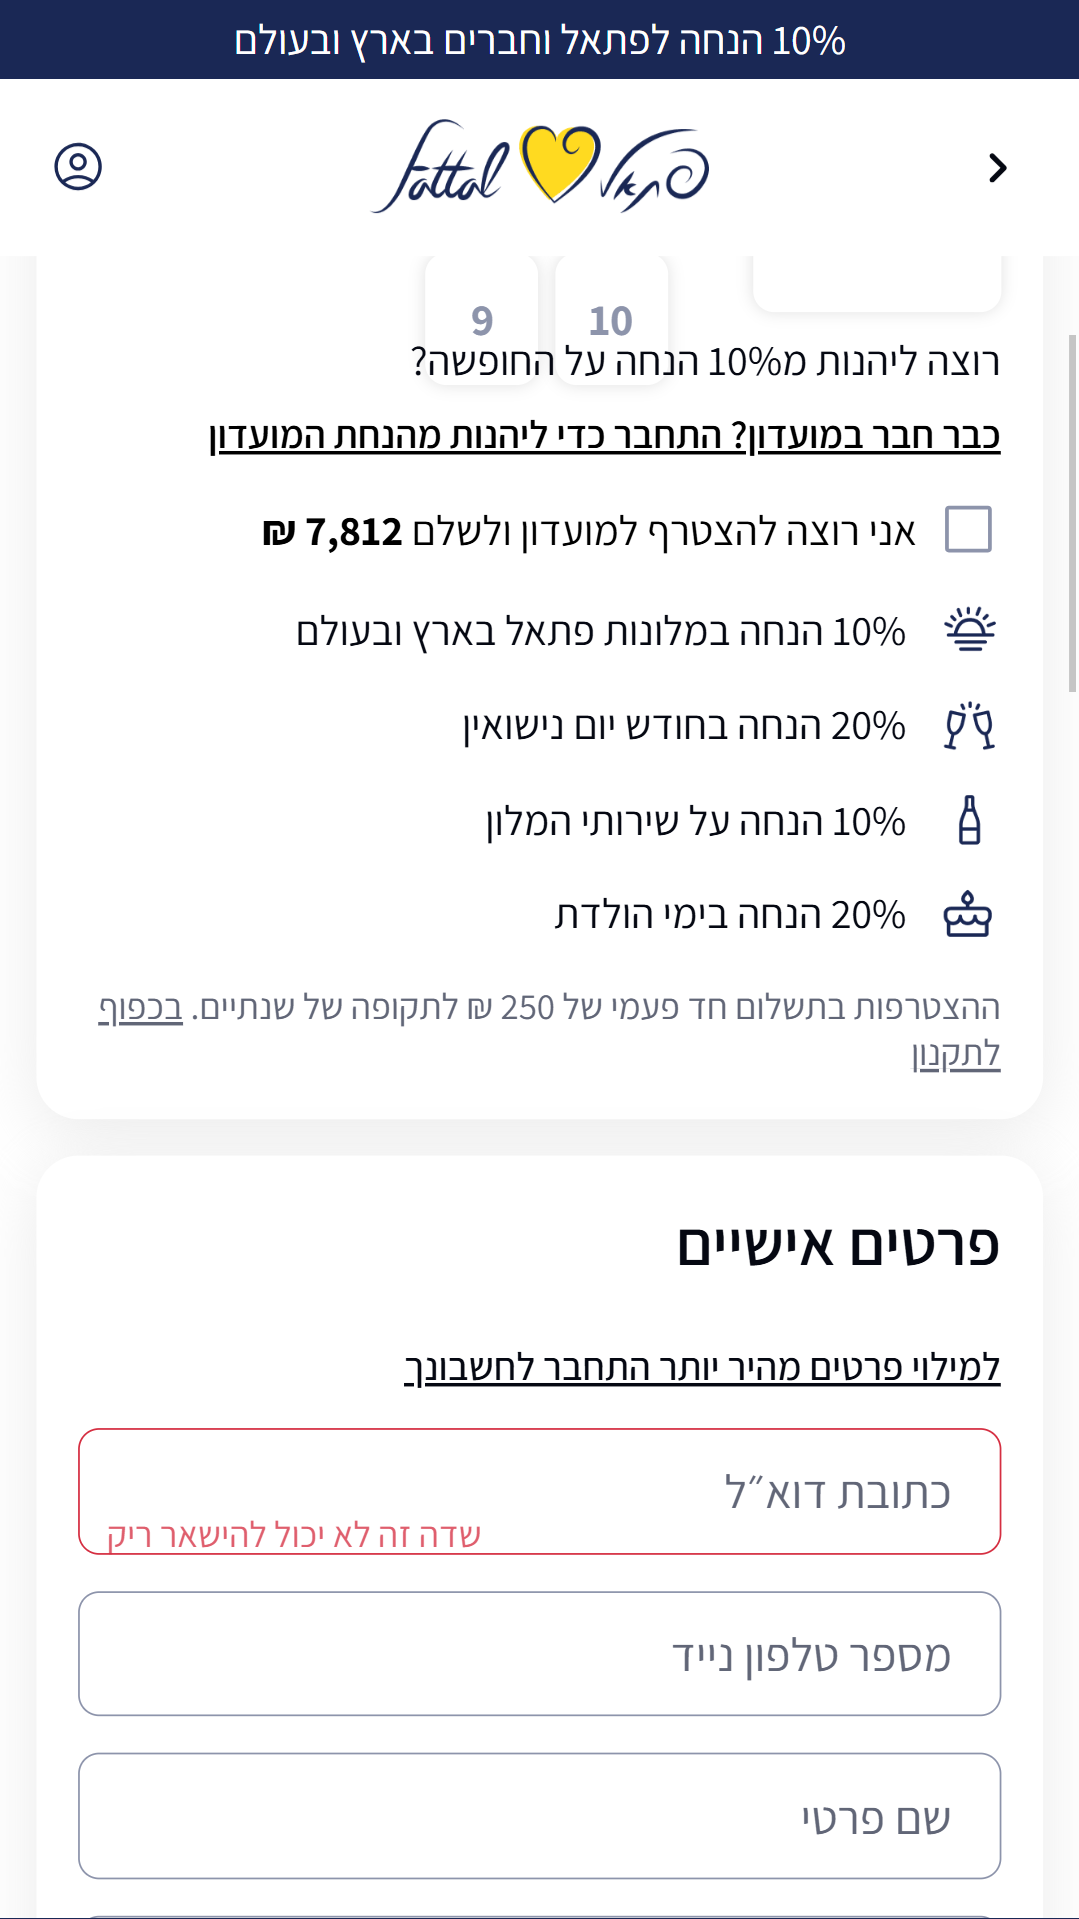 10% הנחה לפתאל וחברים בארץ ובעולם
פתאל Fattal
10 9
רוצה ליהנות מ10% הנחה על החופשה?
כבר חבר במועדון? התחבר כדי ליהנות מהנחת המועדון
אני רוצה להצטרף למועדון ולשלם 7,812 ₪
10% הנחה במלונות פתאל בארץ ובעולם
20% הנחה בחודש יום נישואין
10% הנחה על שירותי המלון
20% הנחה בימי הולדת
ההצטרפות בתשלום חד פעמי של 250 ₪ לתקופה של שנתיים. בכפוף
לתקנון
פרטים אישיים
למילוי פרטים מהיר יותר התחבר לחשבונך
כתובת דוא״ל
שדה זה לא יכול להישאר ריק
מספר טלפון נייד
שם פרטי